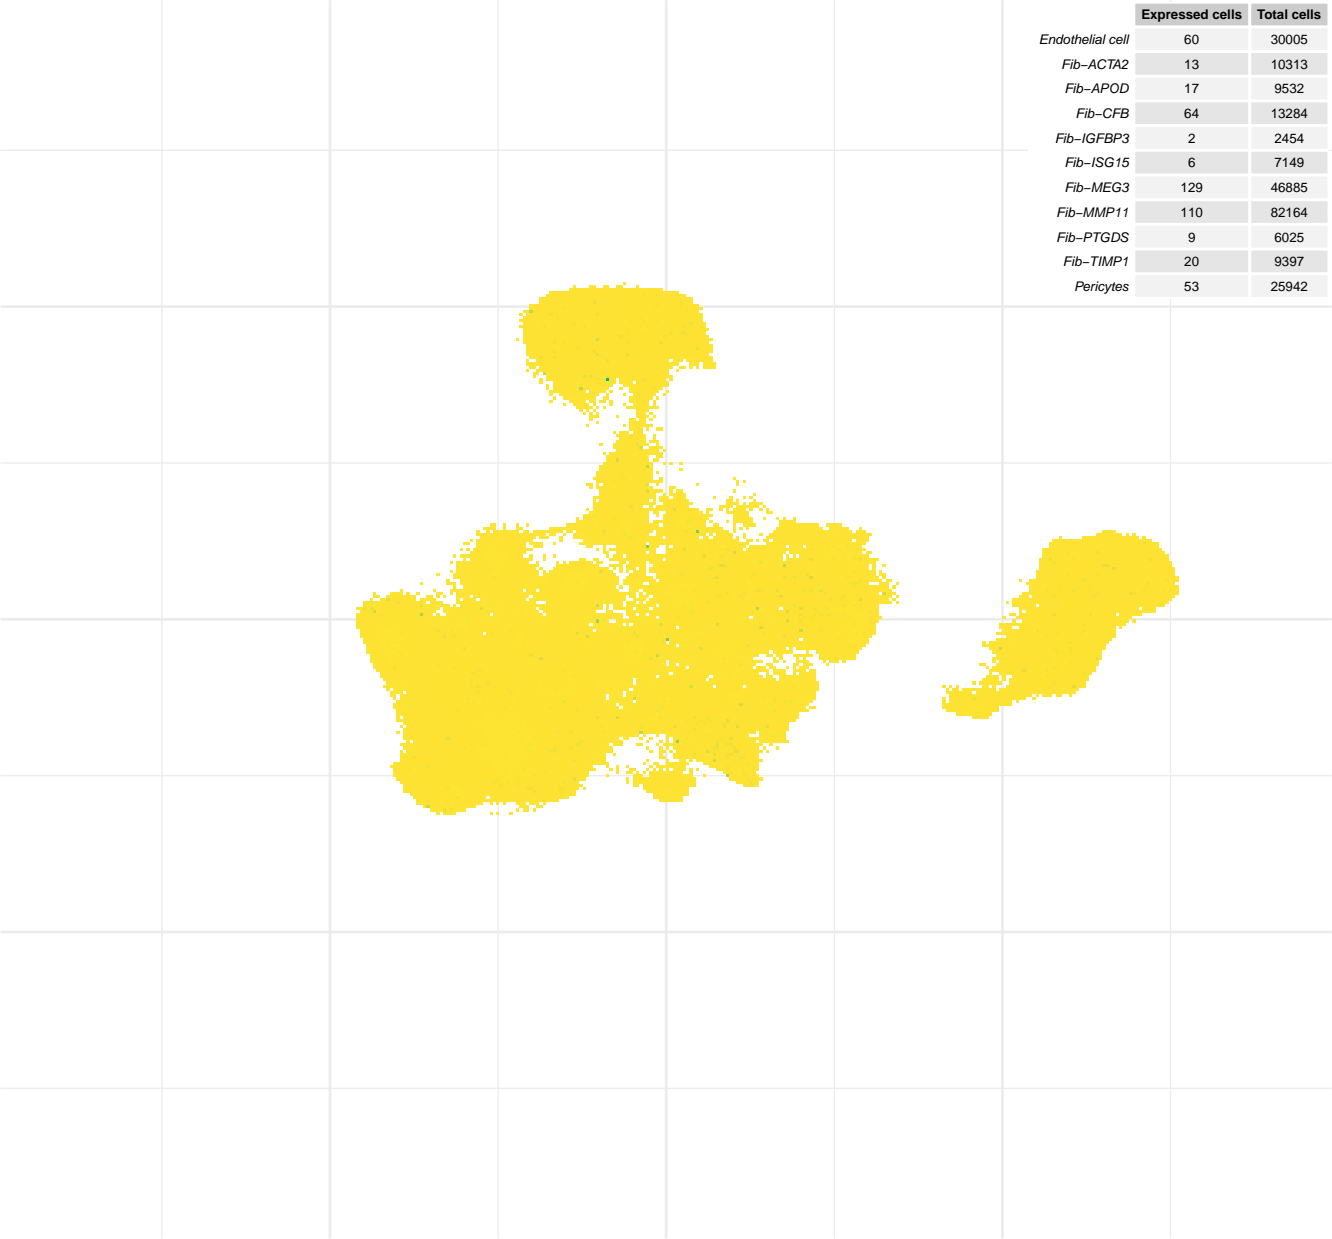 Expressed cells Total cells
Endothelial cell 60 30005
Fib−ACTA2 13 10313
Fib−APOD 17 9532
Fib−CFB 64 13284
Fib−IGFBP3 2 2454
Fib−ISG15 6 7149
Fib−MEG3 129 46885
Fib−MMP11 110 82164
Fib−PTGDS 9 6025
Fib−TIMP1 20 9397
Pericytes 53 25942